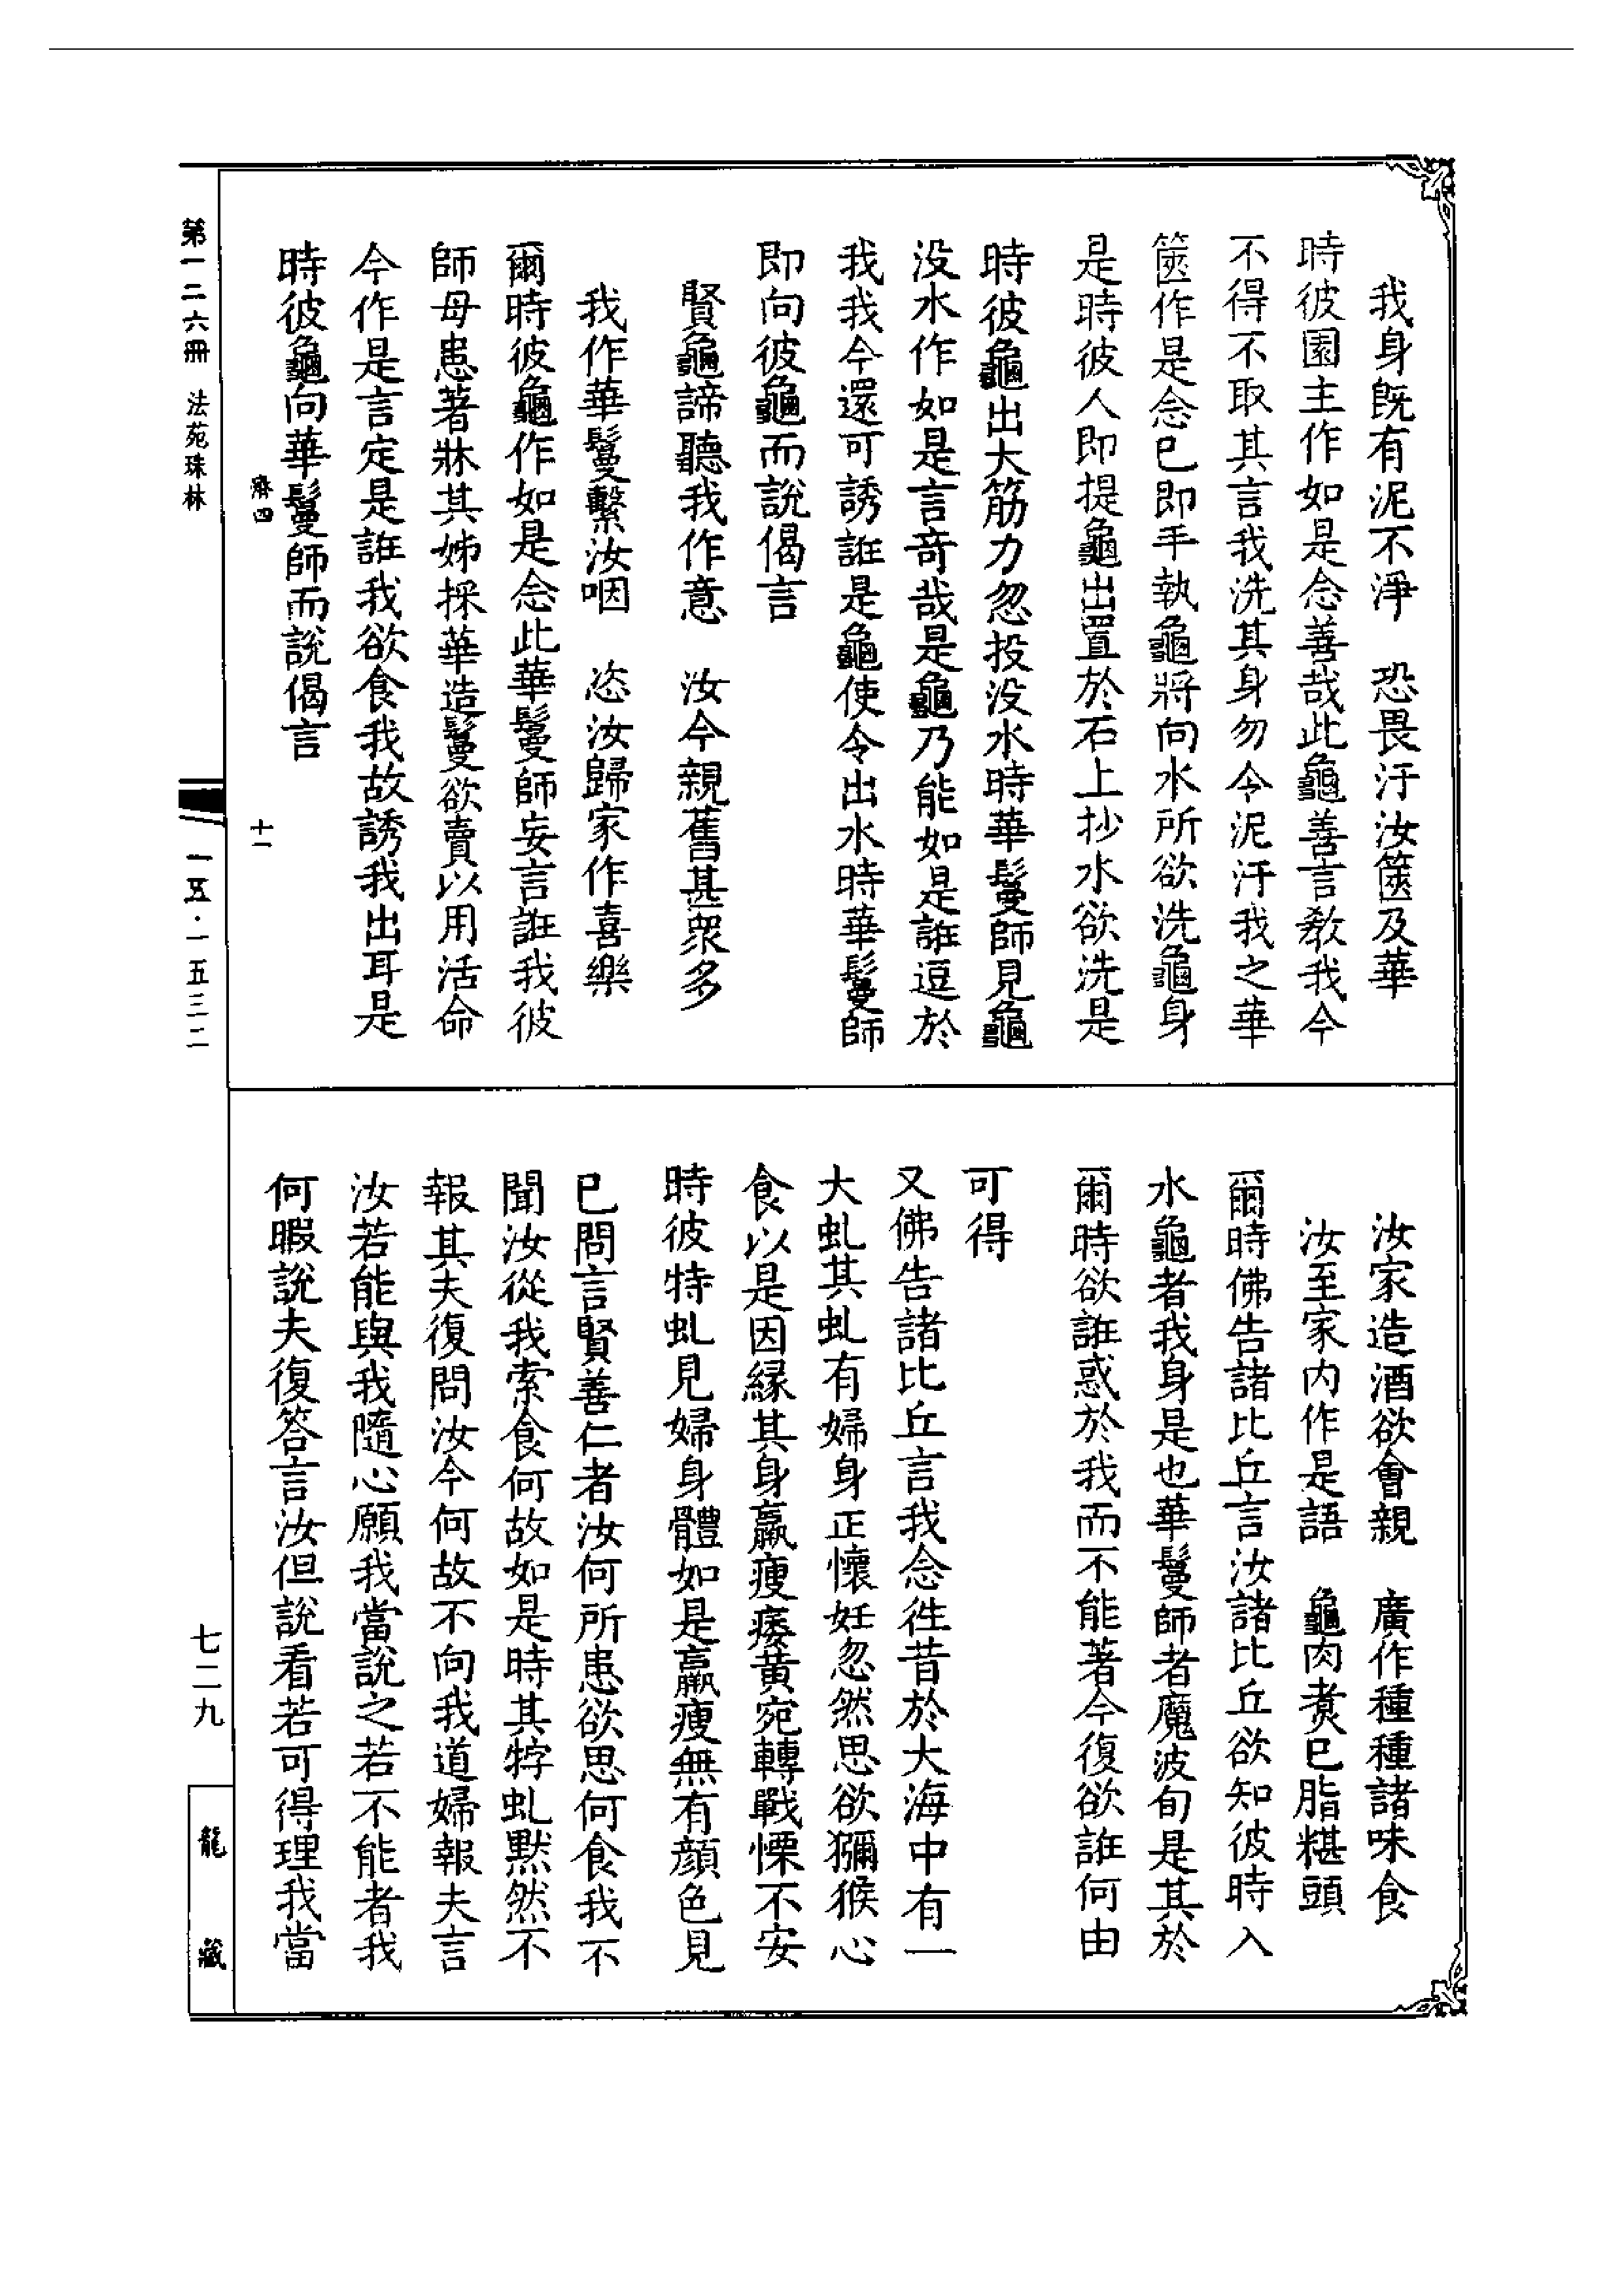 我身旣有泥不淨　恐畏汙汝篋及華
時彼園主作如是念善哉此龜善言教我今
不得不取其言我洗其身勿令泥汙我之華
篋作是念已即手執龜將向水所欲洗龜身
是時彼人即提龜出置於石上抄水欲洗是
時彼龜出大筋力忽投没水時華鬘師見龜
没水作如是言奇哉是龜乃能如是誑逗於
我我今還可誘誑是龜使令出水時華鬘師
即向彼龜而說偈言
賢龜諦聽我作意　汝今親舊甚衆多
我作華鬘繫汝咽　恣汝歸家作喜樂
爾時彼龜作如是念此華鬘師妄言誑我彼
師母患著牀其姊採華造鬘欲賣以用活命
今作是言定是誑我欲食我故誘我出耳是
時彼龜向華鬘師而說偈言
汝家造酒欲會親　廣作種種諸味食
汝至家内作是語　龜肉煮已脂糂頭
爾時佛告諸比丘言汝諸比丘欲知彼時入
水龜者我身是也華鬘師者魔波旬是其於
爾時欲誑惑於我而不能著今復欲誑何由
可得
又佛告諸比丘言我念徃昔於大海中有一
大虬其虬有婦身正懷妊忽然思欲獼猴心
食以是因緣其身羸瘦痿黃宛轉戰慄不安
時彼特虬見婦身體如是羸瘦無有顔色見
已問言賢善仁者汝何所患欲思何食我不
聞汝從我索食何故如是時其牸虬默然不
報其夫復問汝今何故不向我道婦報夫言
汝若能與我隨心願我當說之若不能者我
何暇說夫復答言汝但說看若可得理我當
第一二六冊　法苑珠林
濟四　十一
一五·一五三二
七二九
龍藏